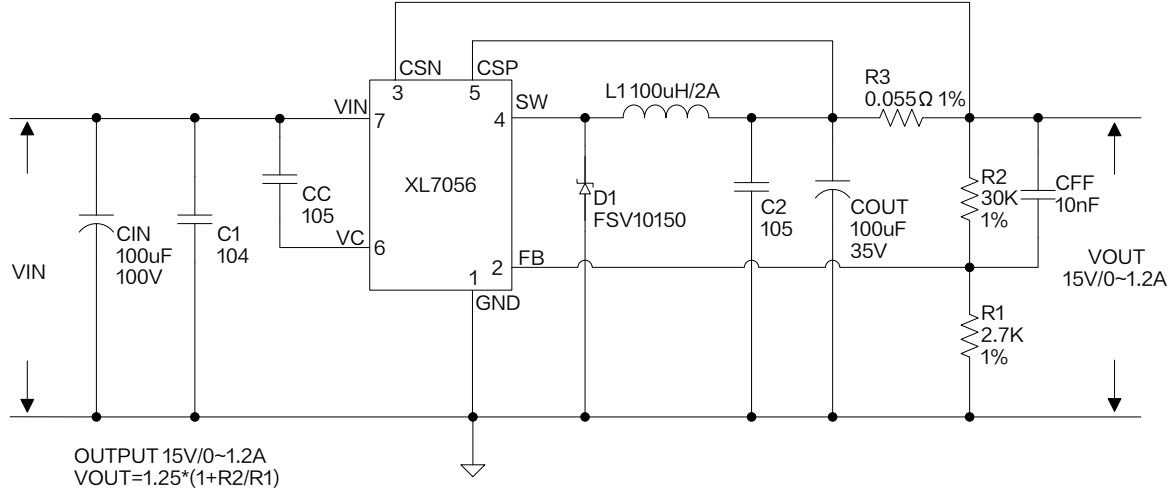 CSN
CSP
3
5
SW
L1 100uH/2A
R3
0.055Ω 1%
VIN
7
4
XL7056
CC
105
D1
FSV10150
R2
30K
1%
CFF
10nF
CIN
100uF
100V
C1
104
C2
105
COUT
100uF
35V
VC
6
FB
2
VIN
VOUT
15V/0~1.2A
1
GND
R1
2.7K
1%
OUTPUT 15V/0~1.2A
VOUT=1.25*(1+R2/R1)